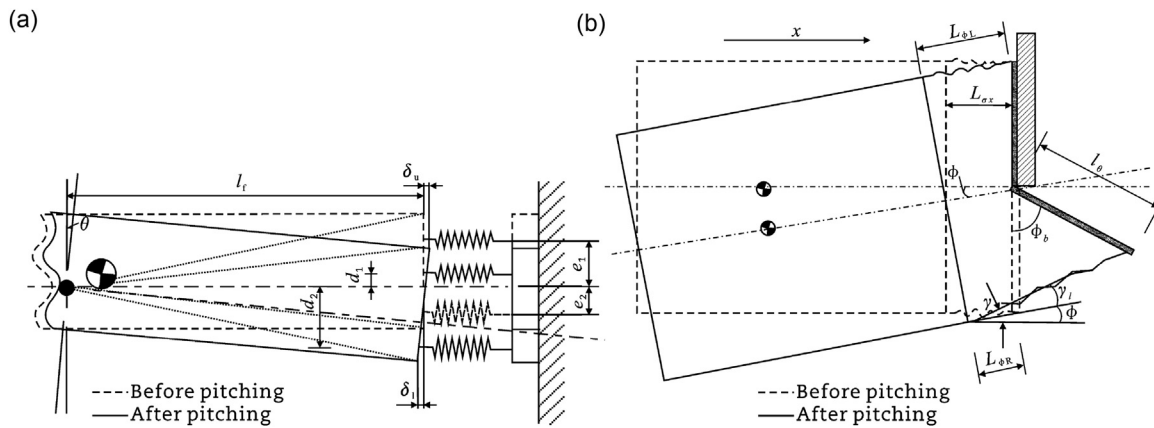 (a)
l_f
δ_u
θ
d_1
d_2
e_1
e_2
δ_l
Before pitching
After pitching
(b)
x
L_ϕL
L_σx
l_θ
ϕ
ϕ_b
γ
γ_l
ϕ
L_ϕR
Before pitching
After pitching